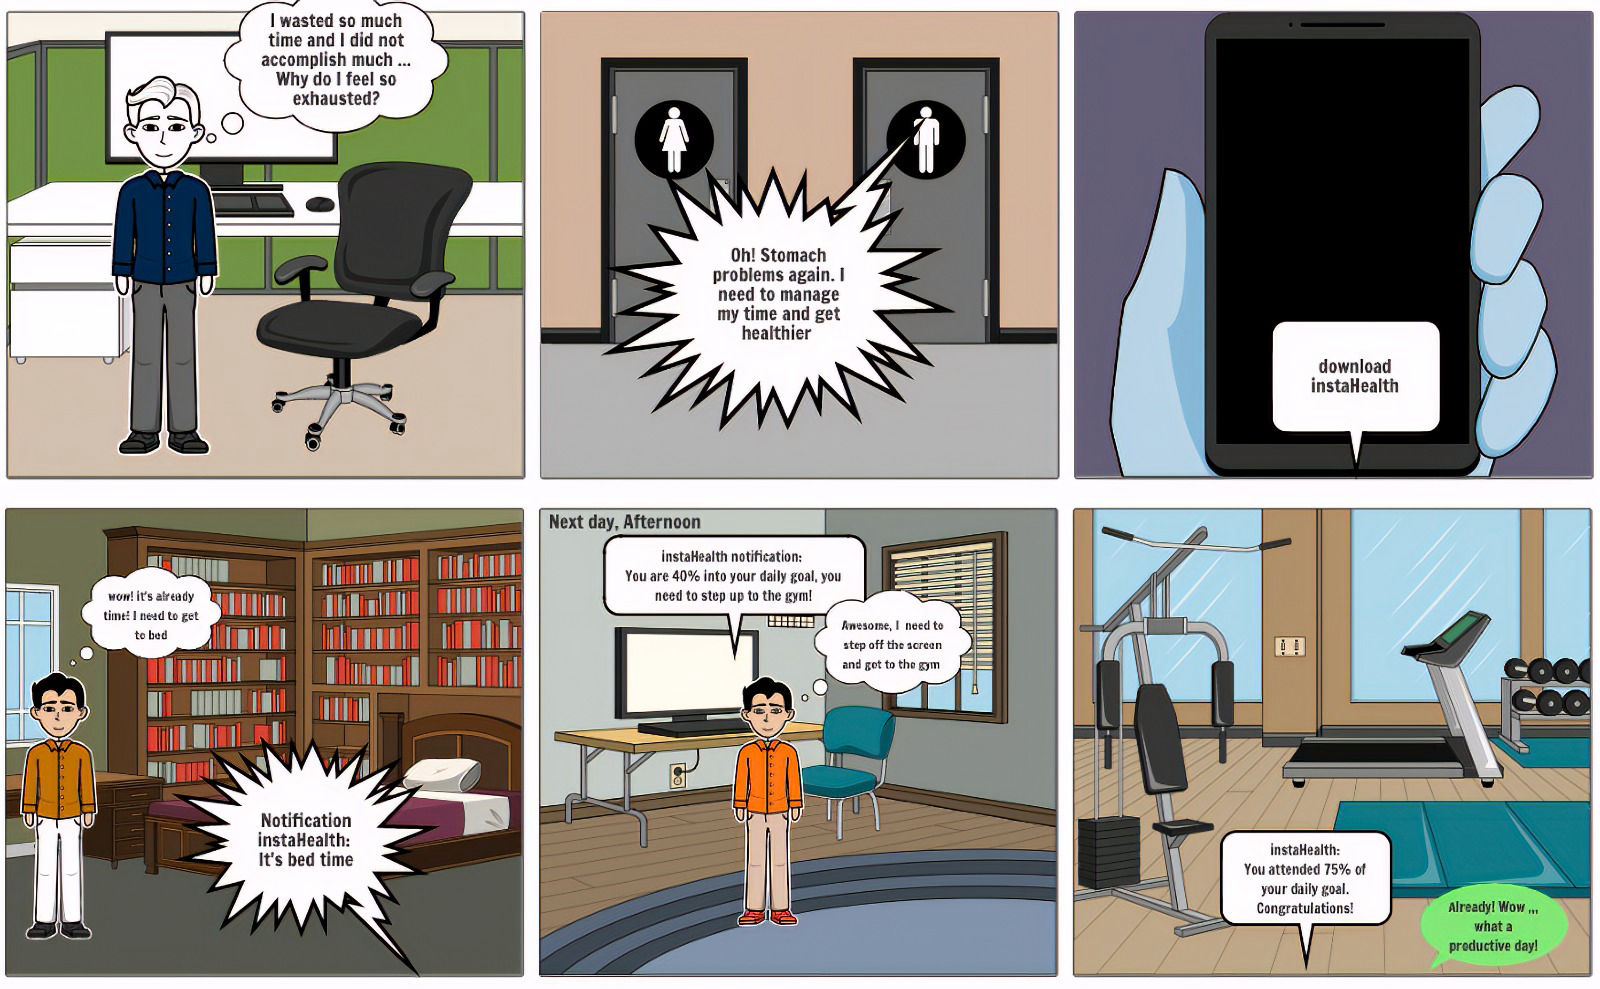 I wasted so much
time and I did not
accomplish much ...
Why do I feel so
exhausted?
Oh! Stomach
problems again. I
need to manage
my time and get
healthier
download
instaHealth
wow! it's already
time! I need to get
to bed
Notification
instaHealth:
It's bed time
Next day, Afternoon
instaHealth notification:
You are 40% into your daily goal, you
need to step up to the gym!
Awesome, I need to
step off the screen
and get to the gym
instaHealth:
You attended 75% of
your daily goal.
Congratulations!
Already! Wow ...
what a
productive day!